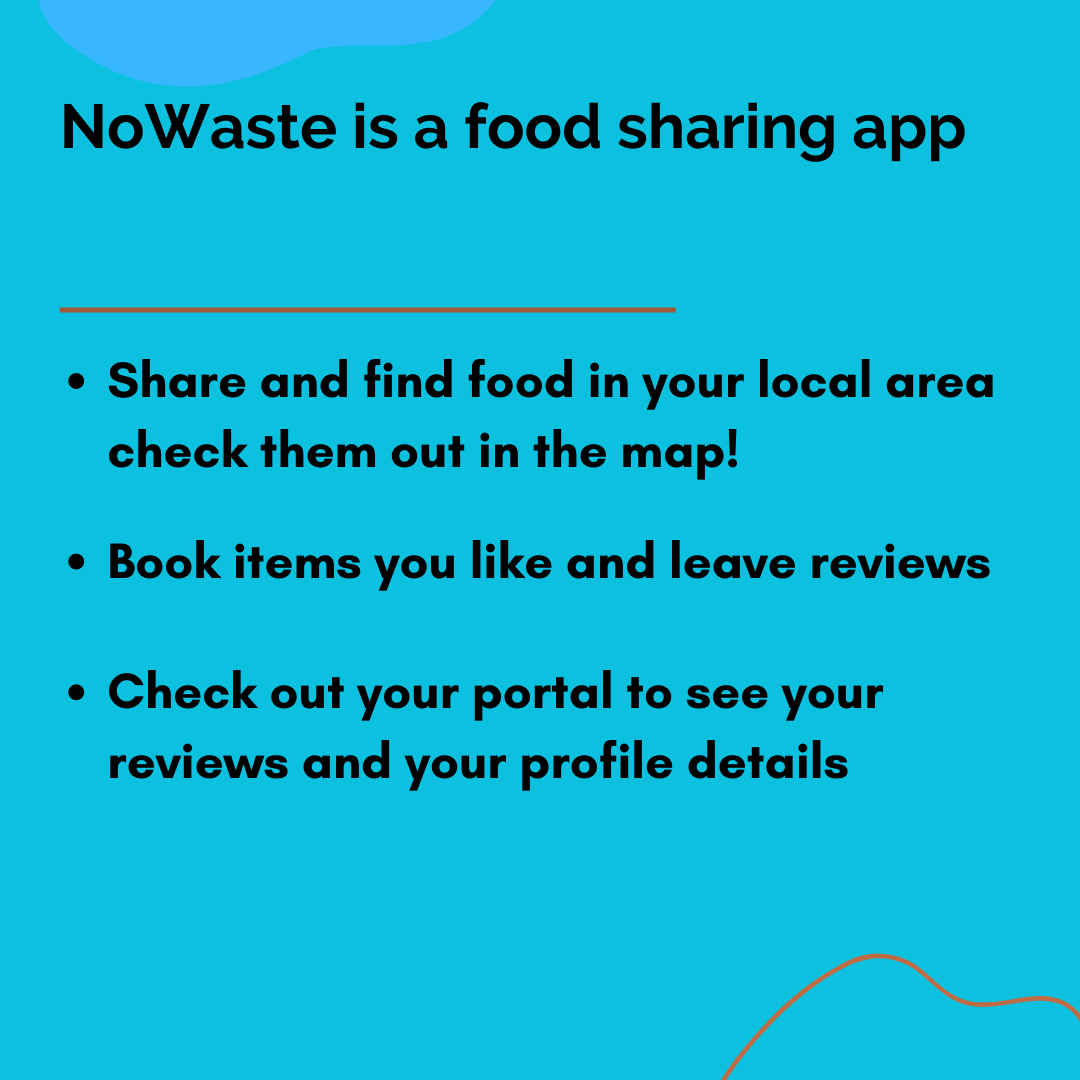 NoWaste is a food sharing app
• Share and find food in your local area
check them out in the map!
• Book items you like and leave reviews
• Check out your portal to see your
reviews and your profile details